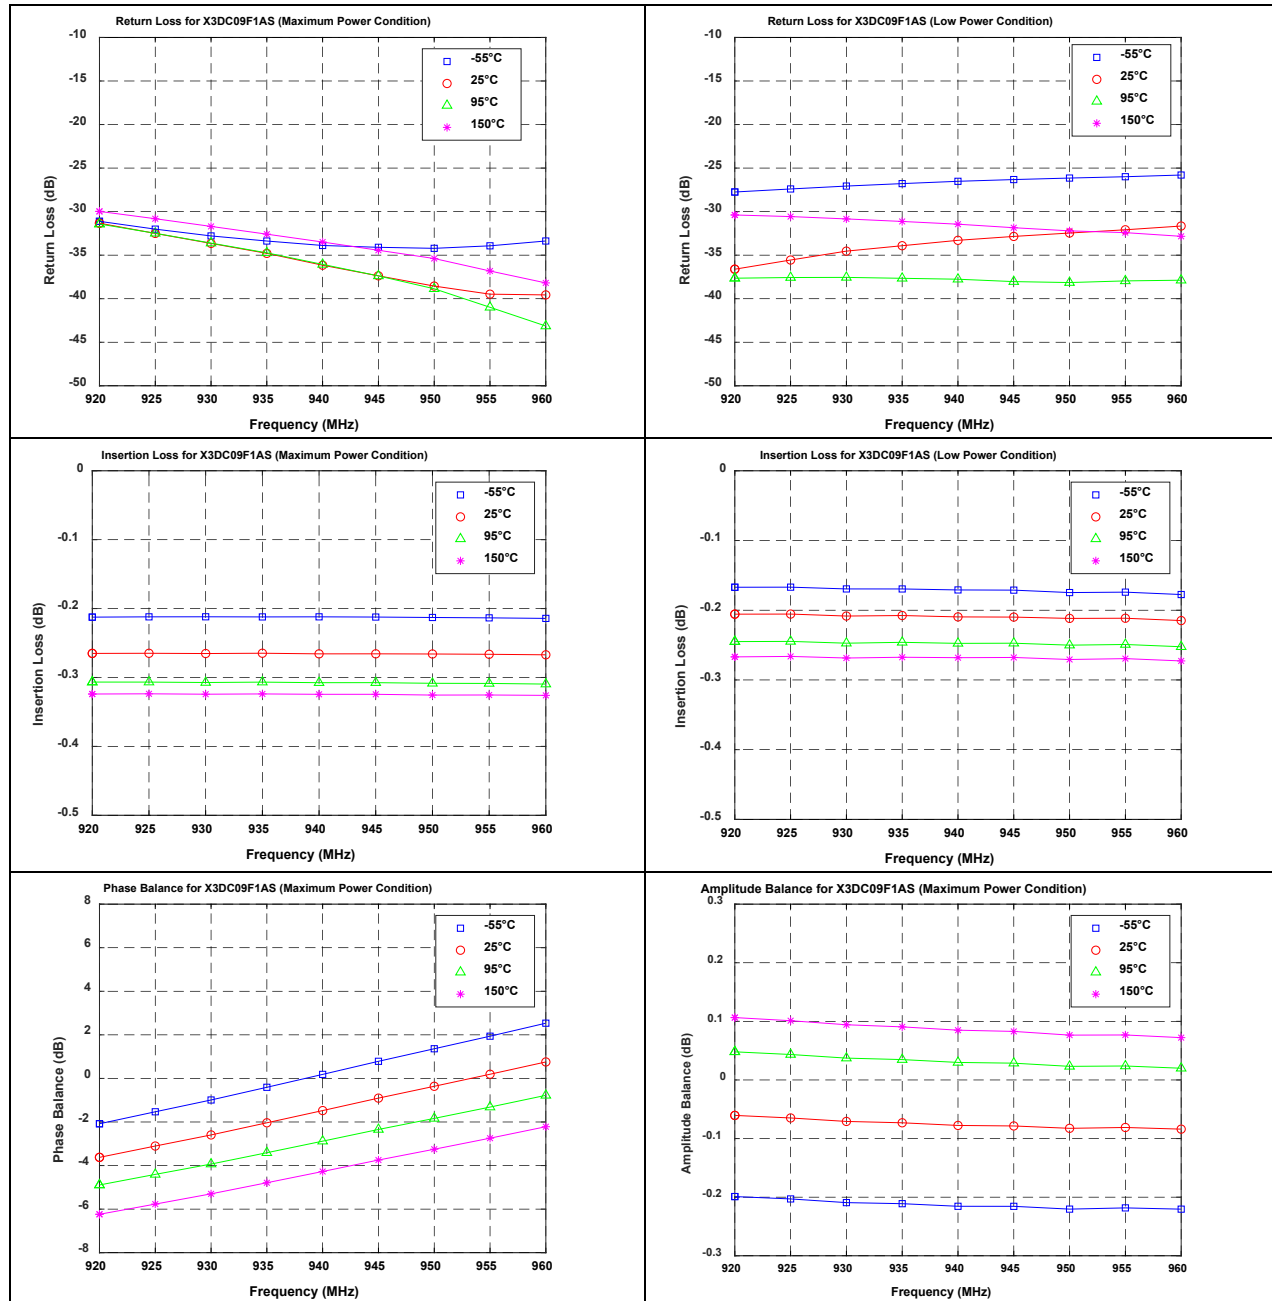 Return Loss for X3DC09F1AS (Maximum Power Condition)
-10
-15
-20
-25
-30
-35
-40
-45
-50
Return Loss (dB)
-55°C
25°C
95°C
150°C
920 925 930 935 940 945 950 955 960
Frequency (MHz)
Return Loss for X3DC09F1AS (Low Power Condition)
-10
-15
-20
-25
-30
-35
-40
-45
-50
Return Loss (dB)
-55°C
25°C
95°C
150°C
920 925 930 935 940 945 950 955 960
Frequency (MHz)
Insertion Loss for X3DC09F1AS (Maximum Power Condition)
0
-0.1
-0.2
-0.3
-0.4
-0.5
Insertion Loss (dB)
-55°C
25°C
95°C
150°C
920 925 930 935 940 945 950 955 960
Frequency (MHz)
Insertion Loss for X3DC09F1AS (Low Power Condition)
0
-0.1
-0.2
-0.3
-0.4
-0.5
Insertion Loss (dB)
-55°C
25°C
95°C
150°C
920 925 930 935 940 945 950 955 960
Frequency (MHz)
Phase Balance for X3DC09F1AS (Maximum Power Condition)
8
6
4
2
0
-2
-4
-6
-8
Phase Balance (dB)
-55°C
25°C
95°C
150°C
920 925 930 935 940 945 950 955 960
Frequency (MHz)
Amplitude Balance for X3DC09F1AS (Maximum Power Condition)
0.3
0.2
0.1
0
-0.1
-0.2
-0.3
Amplitude Balance (dB)
-55°C
25°C
95°C
150°C
920 925 930 935 940 945 950 955 960
Frequency (MHz)